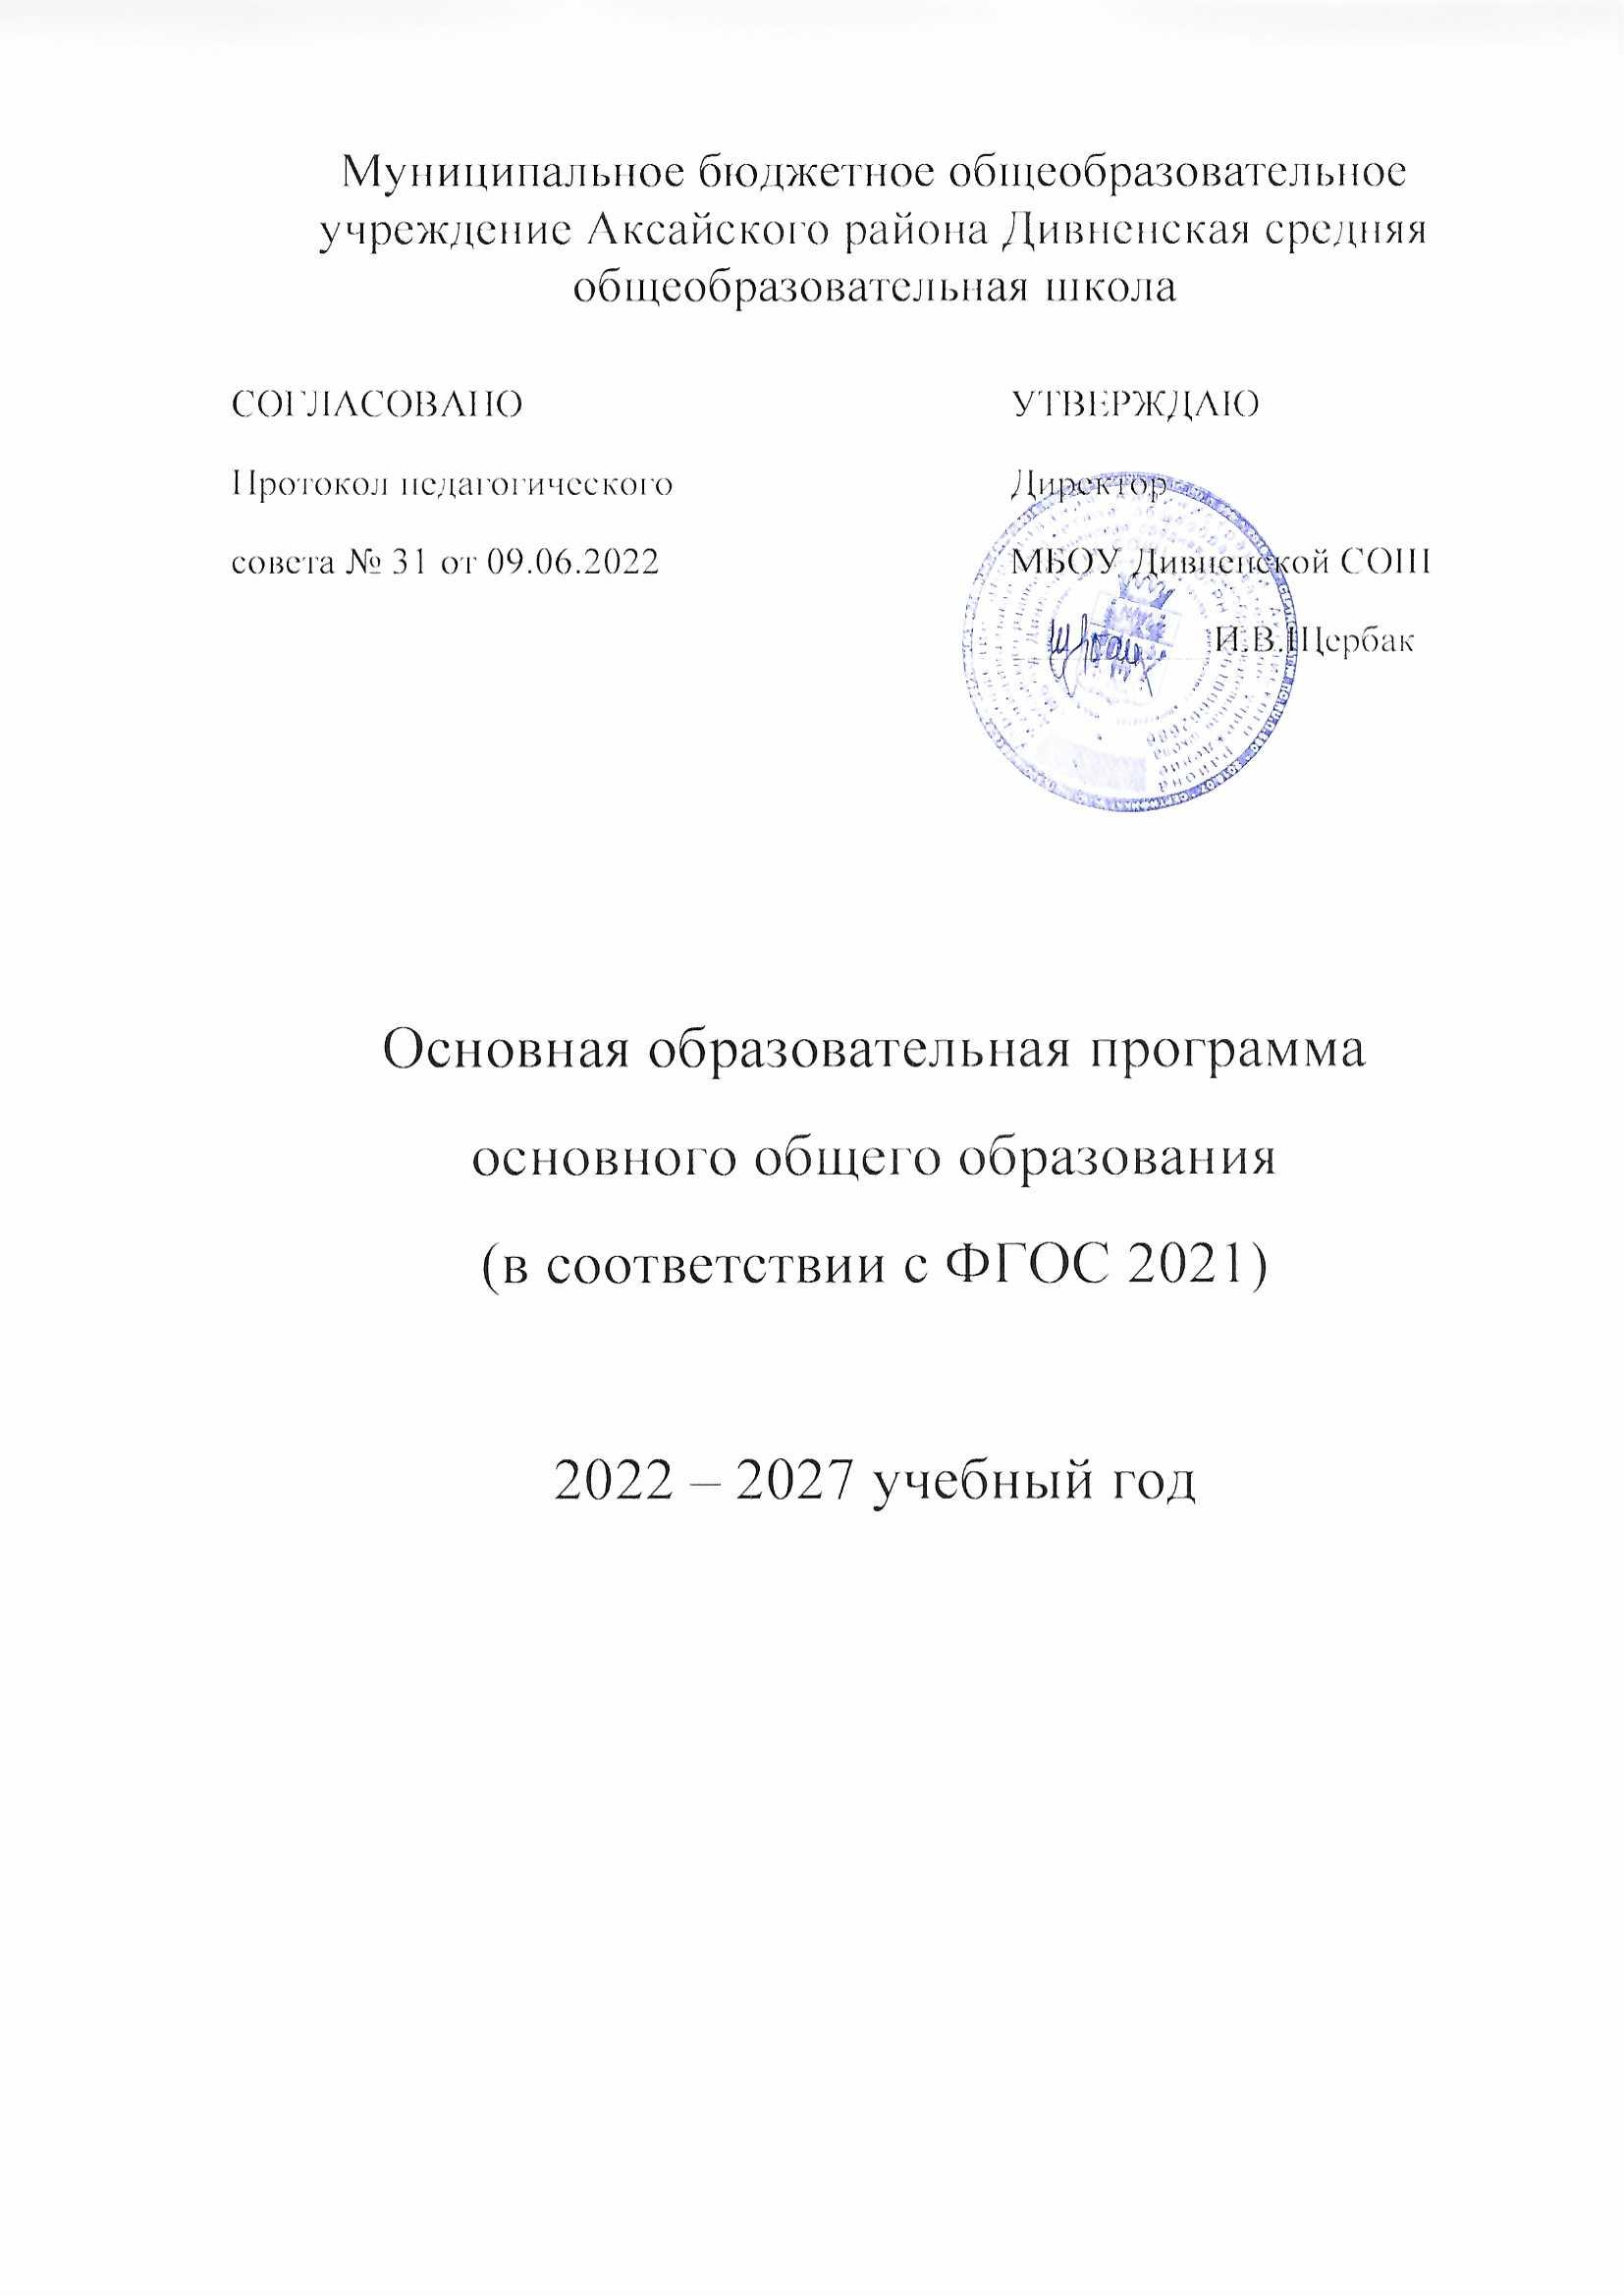 Муниципальное бюджетное общеобразовательное
учреждение Аксайского района Дивненская средняя
общеобразовательная школа
СОГЛАСОВАНО
УТВЕРЖДАЮ
Протокол педагогического
Директор
совета № 31 от 09.06.2022
МБОУ Дивненской СОШ
И.В.Щербак
Основная образовательная программа
основного общего образования
(в соответствии с ФГОС 2021)
2022 – 2027 учебный год